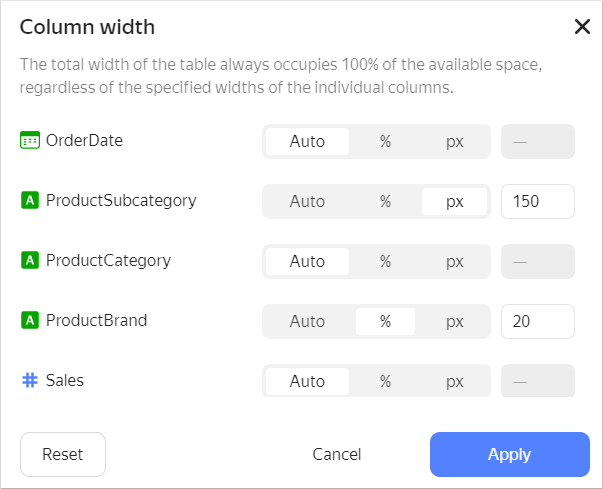 Column width
The total width of the table always occupies 100% of the available space,
regardless of the specified widths of the individual columns.
OrderDate Auto % px —
A ProductSubcategory Auto % px 150
A ProductCategory Auto % px —
A ProductBrand Auto % px 20
# Sales Auto % px —
Reset Cancel Apply